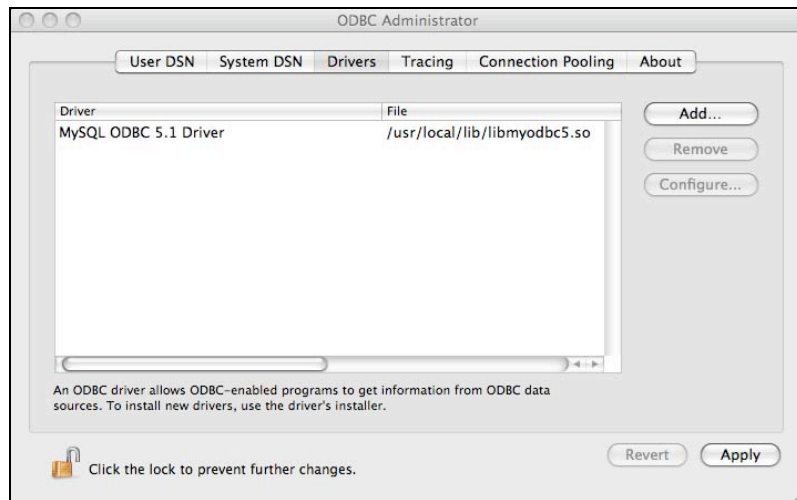 ODBC Administrator
User DSN System DSN Drivers Tracing Connection Pooling About
Driver File
MySQL ODBC 5.1 Driver /usr/local/lib/libmyodbc5.so
Add...
Remove
Configure...
An ODBC driver allows ODBC-enabled programs to get information from ODBC data
sources. To install new drivers, use the driver's installer.
Click the lock to prevent further changes.
Revert Apply